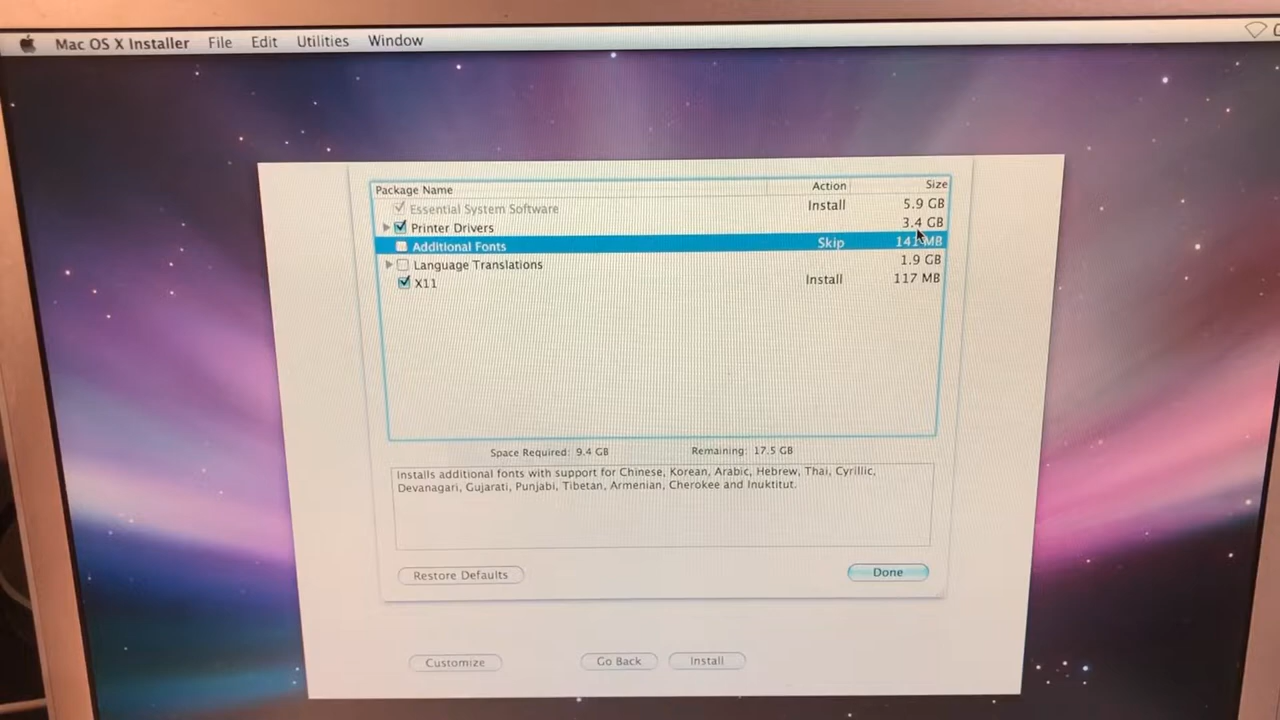 Mac OS X Installer File Edit Utilities Window
Package Name Action Size
Essential System Software Install 5.9 GB
Printer Drivers 3.4 GB
Additional Fonts Skip 141 MB
Language Translations 1.9 GB
X11 Install 117 MB
Space Required: 9.4 GB Remaining: 17.5 GB
Installs additional fonts with support for Chinese, Korean, Arabic, Hebrew, Thai, Cyrillic,
Devanagari, Gujarati, Punjabi, Tibetan, Armenian, Cherokee and Inuktitut.
Restore Defaults Done
Customize Go Back Install